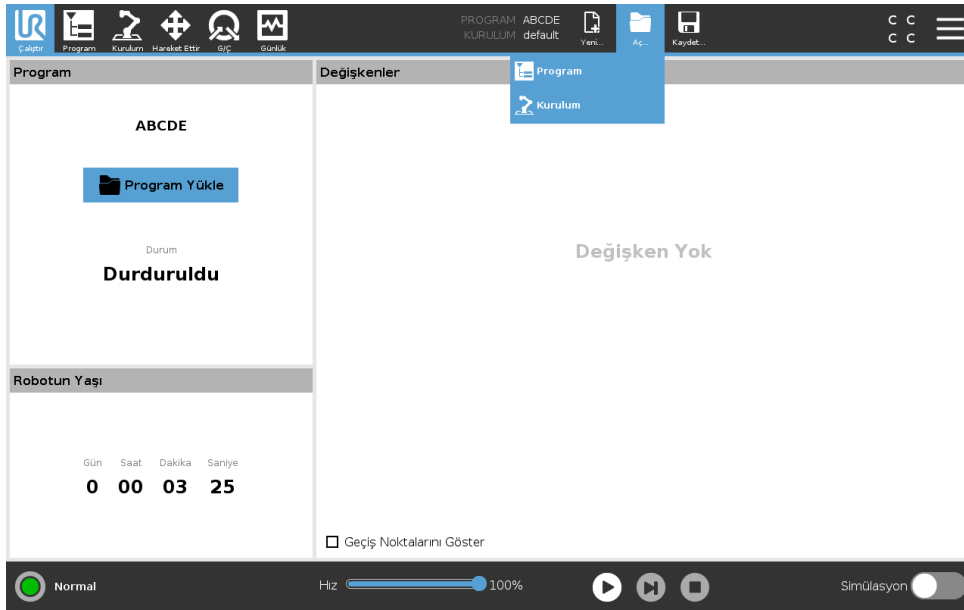 UR
Çalıştır
Program
Kurulum
Hareket Ettir
G/Ç
Günlük
PROGRAM ABCDE
KURULUM default
Yeni...
Aç...
Kaydet...
C C
C C
Program
Kurulum
Program
ABCDE
Program Yükle
Durum
Durduruldu
Değişkenler
Değişken Yok
Robotun Yaşı
Gün Saat Dakika Saniye
0 00 03 25
Geçiş Noktalarını Göster
Normal
Hız 100%
Simülasyon